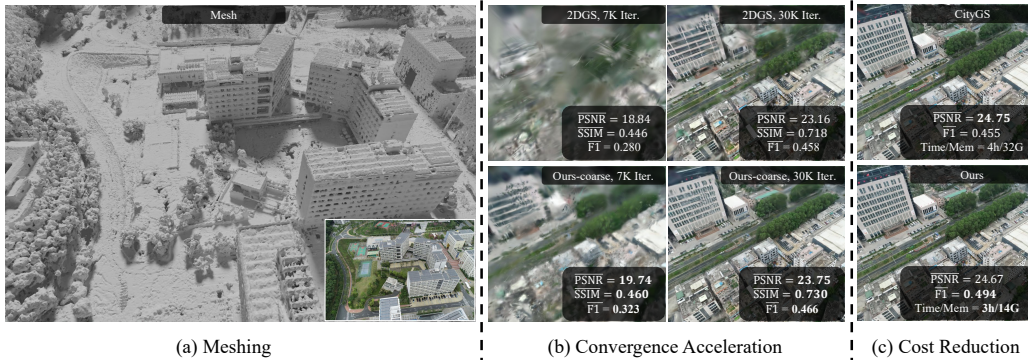 Mesh
2DGS, 7K Iter.
PSNR = 18.84
SSIM = 0.446
F1 = 0.280
2DGS, 30K Iter.
PSNR = 23.16
SSIM = 0.718
F1 = 0.458
CityGS
PSNR = 24.75
F1 = 0.455
Time/Mem = 4h/32G
Ours-coarse, 7K Iter.
PSNR = 19.74
SSIM = 0.460
F1 = 0.323
Ours-coarse, 30K Iter.
PSNR = 23.75
SSIM = 0.730
F1 = 0.466
Ours
PSNR = 24.67
F1 = 0.494
Time/Mem = 3h/14G
(a) Meshing
(b) Convergence Acceleration
(c) Cost Reduction